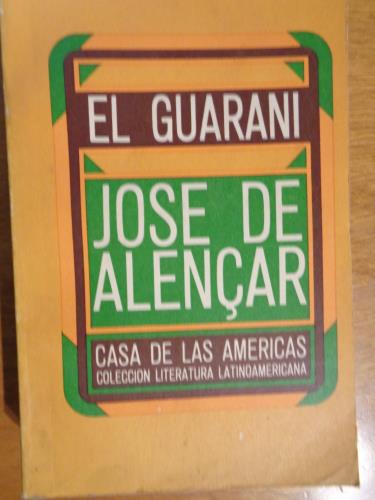 EL GUARANI
JOSE DE
ALENÇAR
CASA DE LAS AMERICAS
COLECCION LITERATURA LATINOAMERICANA